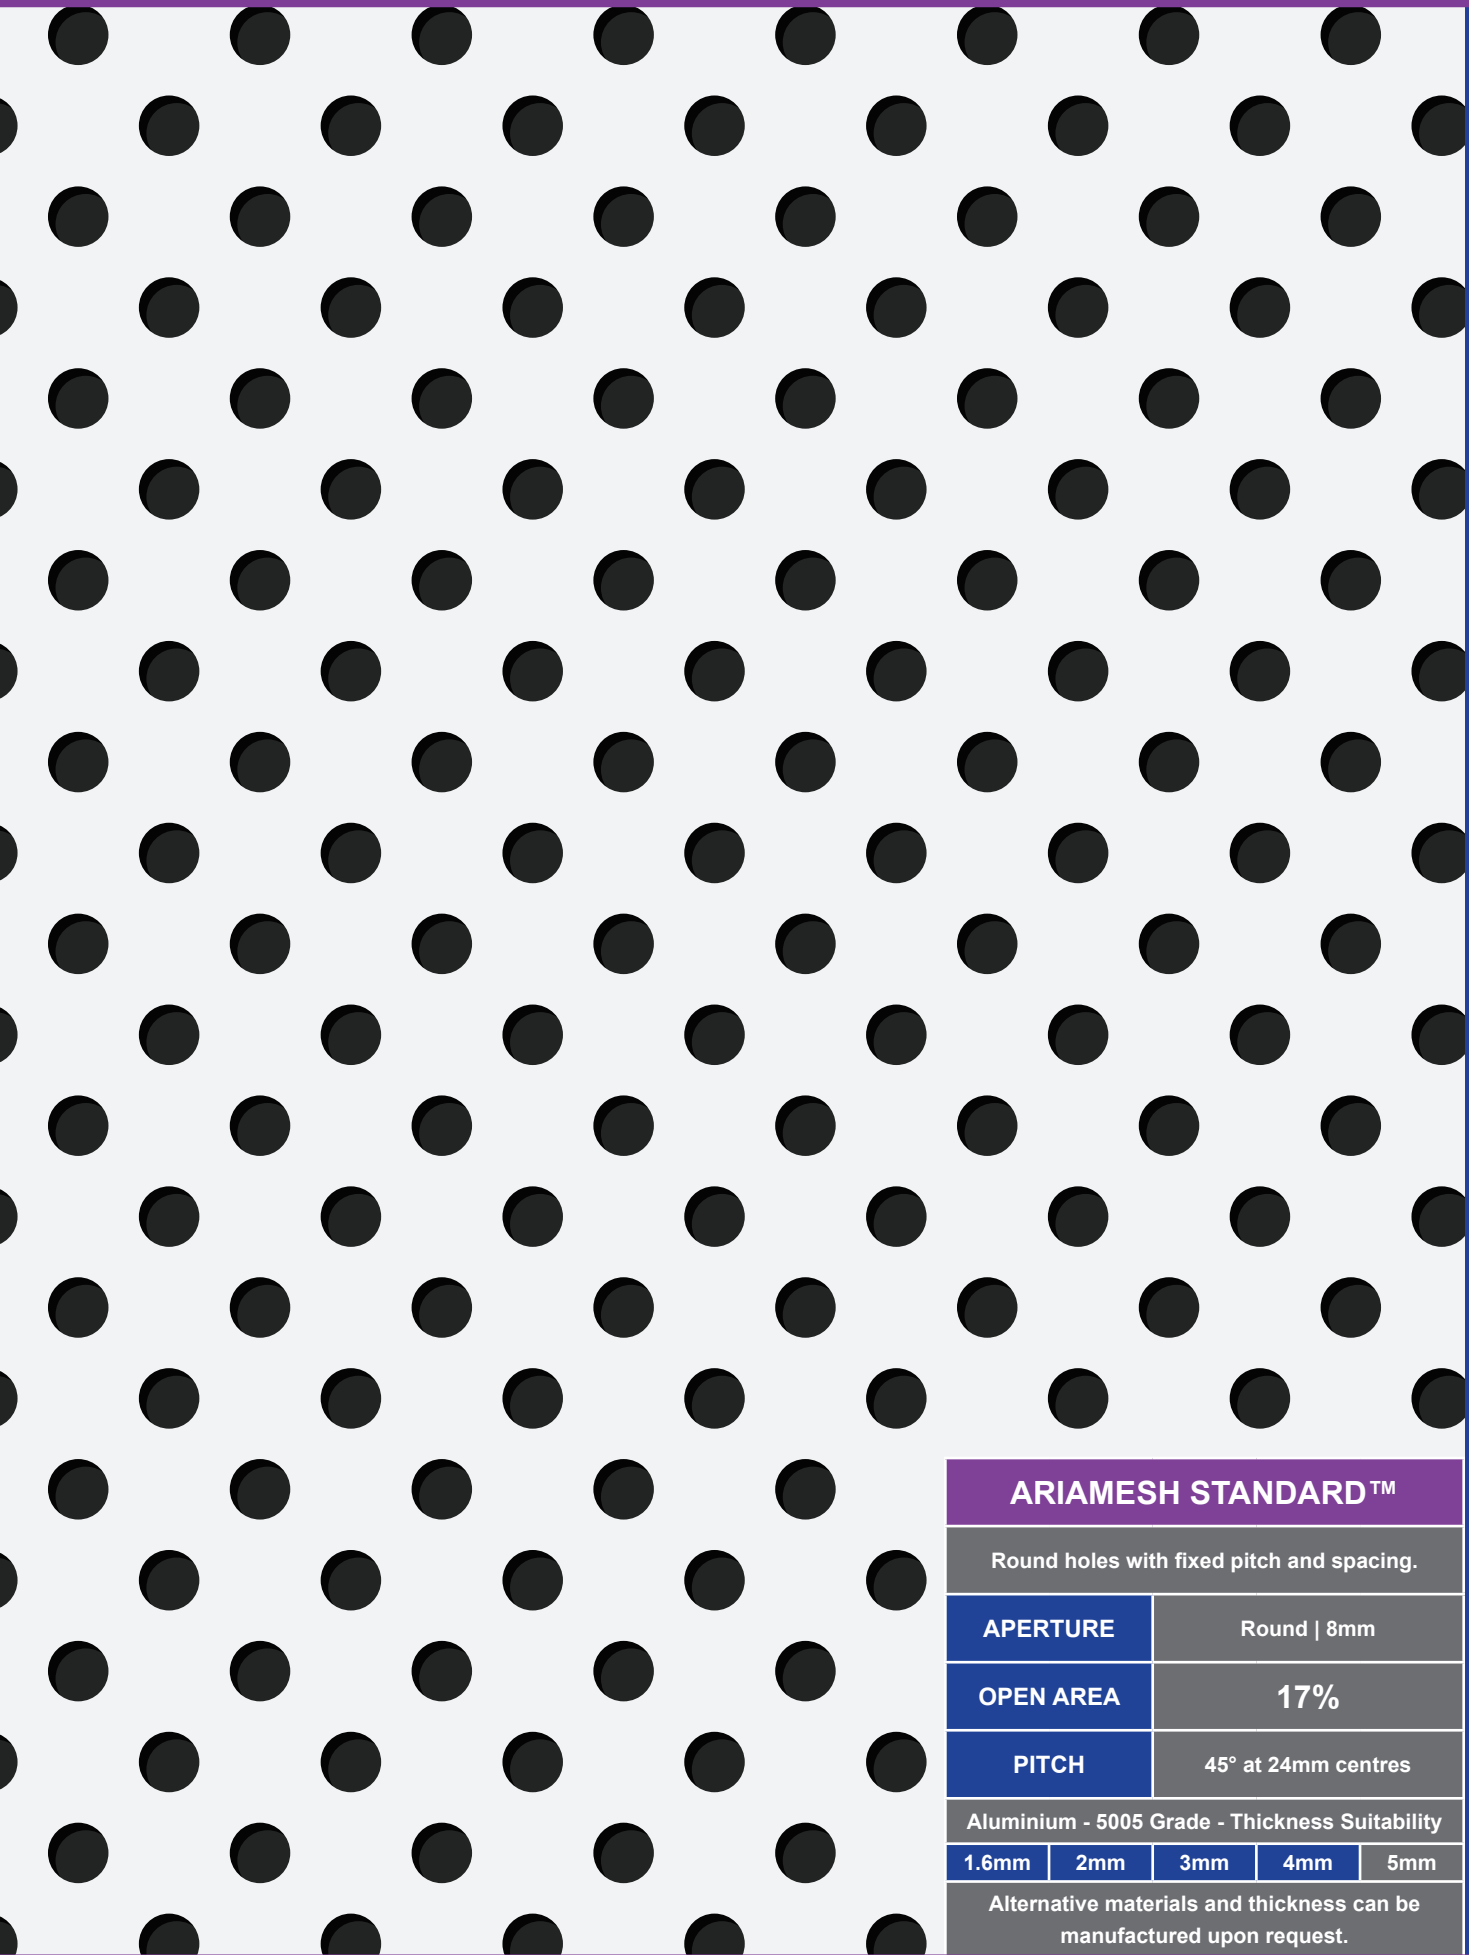 ARIAMESH STANDARD™
Round holes with fixed pitch and spacing.
APERTURE Round | 8mm
OPEN AREA 17%
PITCH 45° at 24mm centres
Aluminium - 5005 Grade - Thickness Suitability
1.6mm 2mm 3mm 4mm 5mm
Alternative materials and thickness can be
manufactured upon request.